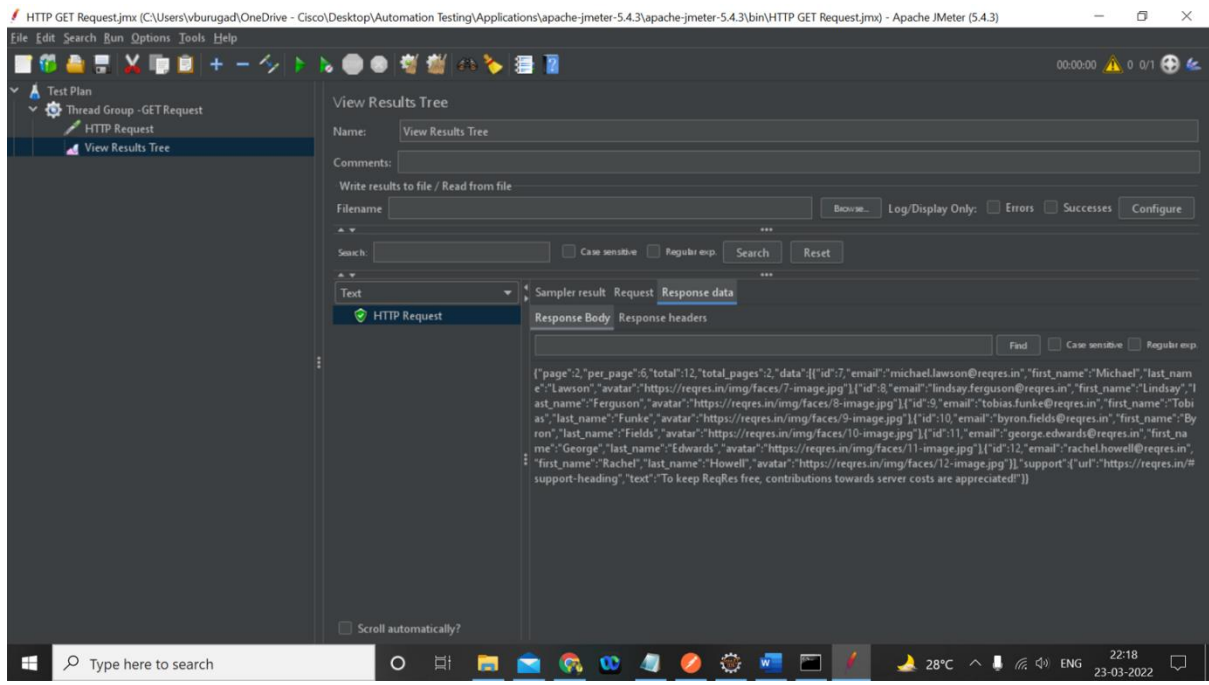 HTTP GET Request.jmx (C:\Users\vburugad\OneDrive - Cisco\Desktop\Automation Testing\Applications\apache-jmeter-5.4.3\apache-jmeter-5.4.3\bin\HTTP GET Request.jmx) - Apache JMeter (5.4.3)
File Edit Search Run Options Tools Help
00:00:00 0 0/1
Test Plan
Thread Group -GET Request
HTTP Request
View Results Tree
View Results Tree
Name: View Results Tree
Comments:
Write results to file / Read from file
Filename Browse... Log/Display Only: Errors Successes Configure
Search: Case sensitive Regular exp. Search Reset
Text
HTTP Request
Scroll automatically?
Sampler result Request Response data
Response Body Response headers
Find Case sensitive Regular exp.
{"page":2,"per_page":6,"total":12,"total_pages":2,"data":[{"id":7,"email":"michael.lawson@reqres.in","first_name":"Michael","last_nam
e":"Lawson","avatar":"https://reqres.in/img/faces/7-image.jpg"},{"id":8,"email":"lindsay.ferguson@reqres.in","first_name":"Lindsay","l
ast_name":"Ferguson","avatar":"https://reqres.in/img/faces/8-image.jpg"},{"id":9,"email":"tobias.funke@reqres.in","first_name":"Tobi
as","last_name":"Funke","avatar":"https://reqres.in/img/faces/9-image.jpg"},{"id":10,"email":"byron.fields@reqres.in","first_name":"By
ron","last_name":"Fields","avatar":"https://reqres.in/img/faces/10-image.jpg"},{"id":11,"email":"george.edwards@reqres.in","first_na
me":"George","last_name":"Edwards","avatar":"https://reqres.in/img/faces/11-image.jpg"},{"id":12,"email":"rachel.howell@reqres.in",
"first_name":"Rachel","last_name":"Howell","avatar":"https://reqres.in/img/faces/12-image.jpg"}],"support":{"url":"https://reqres.in/#
support-heading","text":"To keep ReqRes free, contributions towards server costs are appreciated!"}}
Type here to search
28°C ENG 22:18
23-03-2022